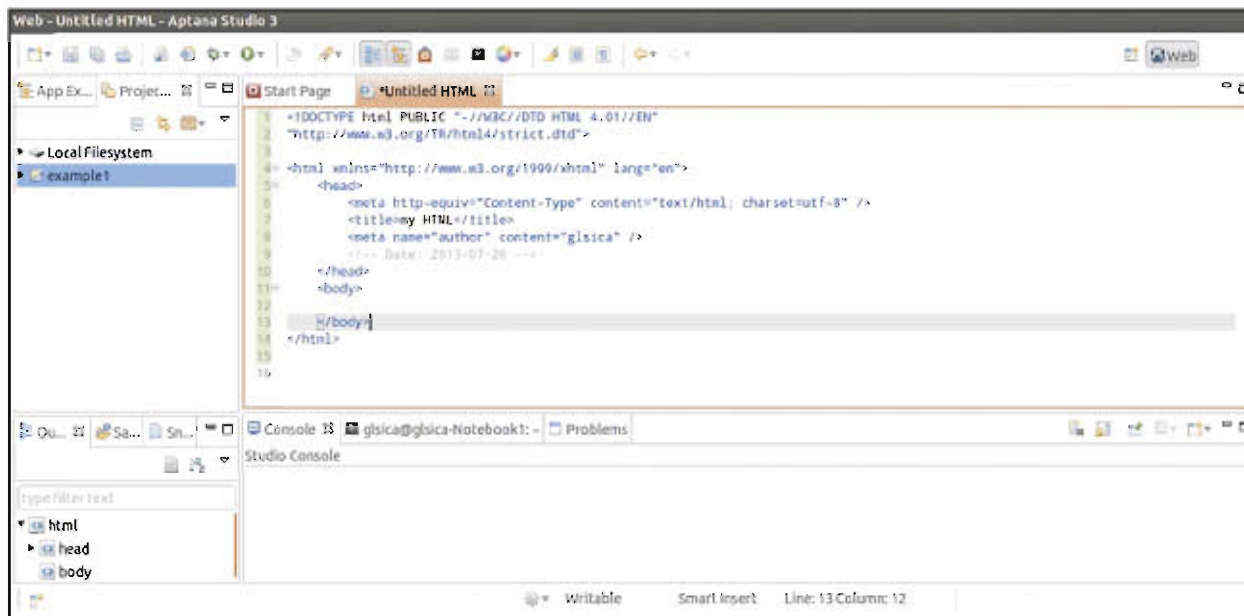 Web - Untitled HTML - Aptana Studio 3
Web
App Ex... Projec...
Local Filesystem
example1
Start Page *Untitled HTML
1 <!DOCTYPE html PUBLIC "-//W3C//DTD HTML 4.01//EN"
2 "http://www.w3.org/TR/html4/strict.dtd">
3
4 <html xmlns="http://www.w3.org/1999/xhtml" lang="en">
5 <head>
6 <meta http-equiv="Content-Type" content="text/html; charset=utf-8" />
7 <title>my HTML</title>
8 <meta name="author" content="glsica" />
9 <!-- Date: 2013-07-26 -->
10 </head>
11 <body>
12
13 </body>
14 </html>
15
16
Ou... Sa... Sn...
type filter text
html
head
body
Console glsica@glsica-Notebook1: ~ Problems
Studio Console
Writable Smart Insert Line: 13 Column: 12